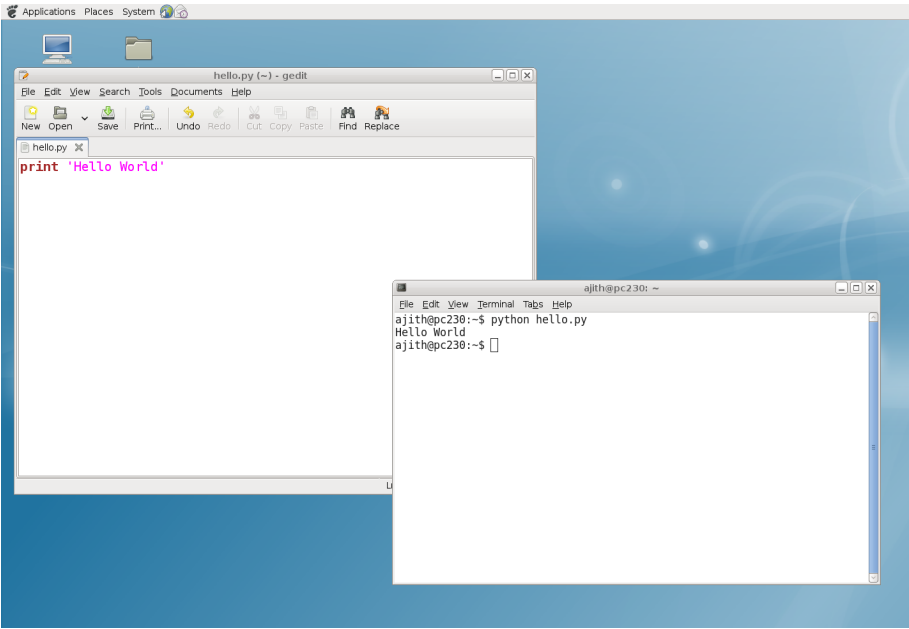 Applications Places System
hello.py (~) - gedit
File Edit View Search Tools Documents Help
New Open Save Print... Undo Redo Cut Copy Paste Find Replace
hello.py
print 'Hello World'
ajith@pc230: ~
File Edit View Terminal Tabs Help
ajith@pc230:~$ python hello.py
Hello World
ajith@pc230:~$